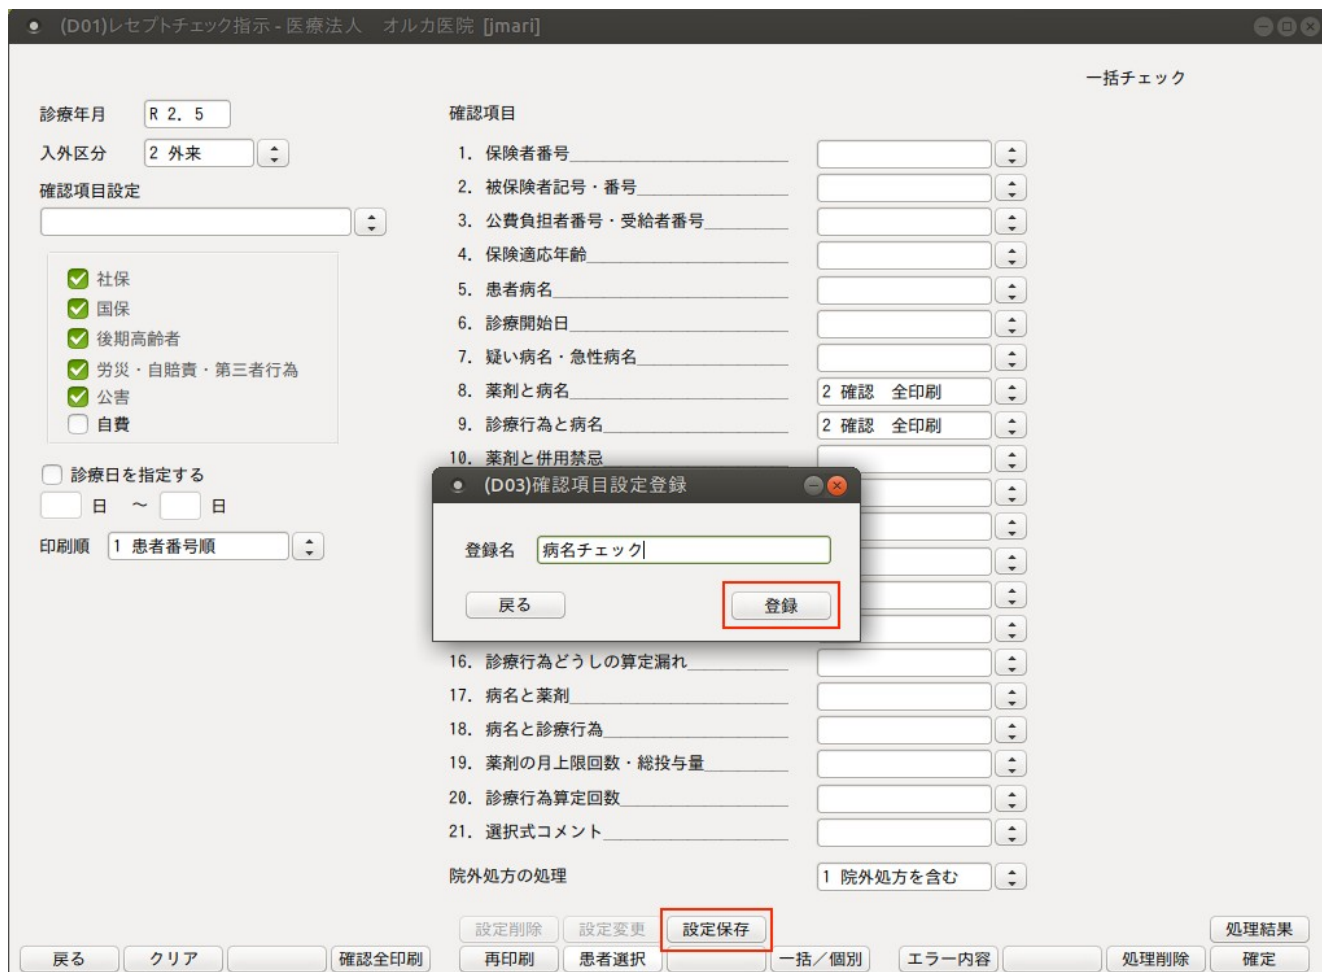 (D01)レセプトチェック指示 - 医療法人　オルカ医院 [jmari]
一括チェック
診療年月 R 2. 5
入外区分 2 外来
確認項目設定
社保
国保
後期高齢者
労災・自賠責・第三者行為
公害
自費
診療日を指定する
日 ～ 日
印刷順 1 患者番号順
確認項目
1. 保険者番号
2. 被保険者記号・番号
3. 公費負担者番号・受給者番号
4. 保険適応年齢
5. 患者病名
6. 診療開始日
7. 疑い病名・急性病名
8. 薬剤と病名 2 確認　全印刷
9. 診療行為と病名 2 確認　全印刷
10. 薬剤と併用禁忌
(D03)確認項目設定登録
登録名 病名チェック
戻る 登録
16. 診療行為どうしの算定漏れ
17. 病名と薬剤
18. 病名と診療行為
19. 薬剤の月上限回数・総投与量
20. 診療行為算定回数
21. 選択式コメント
院外処方の処理 1 院外処方を含む
設定削除 設定変更 設定保存 処理結果
戻る クリア 確認全印刷 再印刷 患者選択 一括／個別 エラー内容 処理削除 確定